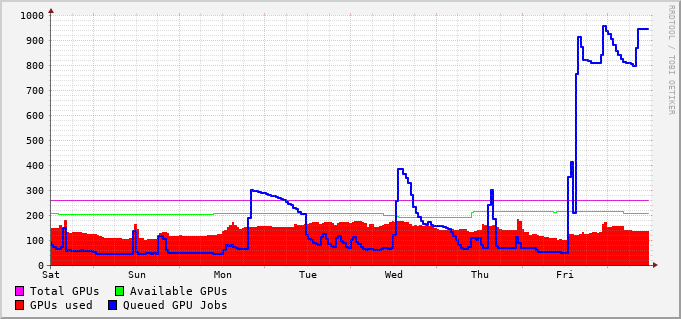 1000
900
800
700
600
500
400
300
200
100
0
Sat Sun Mon Tue Wed Thu Fri
Total GPUs Available GPUs
GPUs used Queued GPU Jobs
RRDTOOL / TOBI OETIKER